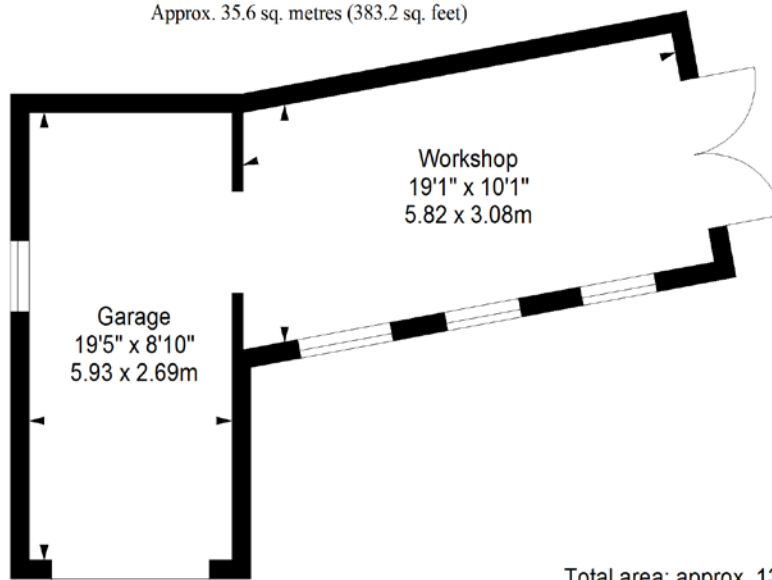 Approx. 35.6 sq. metres (383.2 sq. feet)
Workshop
19'1" x 10'1"
5.82 x 3.08m
Garage
19'5" x 8'10"
5.93 x 2.69m
Total area: approx.